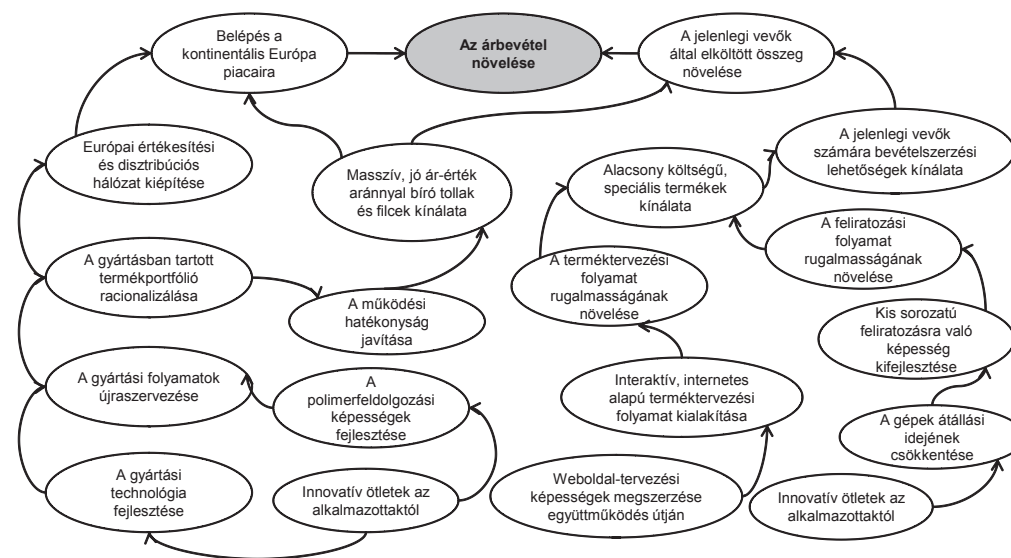 Belépés a
kontinentális Európa
piacaira
Az árbevétel
növelése
A jelenlegi vevők
által elköltött összeg
növelése
Európai értékesítési
és disztribúciós
hálózat kiépítése
Masszív, jó ár-érték
aránnyal bíró tollak
és filcek kínálata
Alacsony költségű,
speciális termékek
kínálata
A jelenlegi vevők
számára bevételszerzési
lehetőségek kínálata
A gyártásban tartott
termékportfólió
racionalizálása
A működési
hatékonyság
javítása
A terméktervezési
folyamat
rugalmasságának
növelése
A feliratozási
folyamat
rugalmasságának
növelése
A gyártási folyamatok
újraszervezése
A
polimerfeldolgozási
képességek
fejlesztése
Interaktív, internetes
alapú terméktervezési
folyamat kialakítása
Kis sorozatú
feliratozásra való
képesség
kifejlesztése
A gépek átállási
idejének
csökkentése
A gyártási
technológia
fejlesztése
Innovatív ötletek az
alkalmazottaktól
Weboldal-tervezési
képességek megszerzése
együttműködés útján
Innovatív ötletek az
alkalmazottaktól